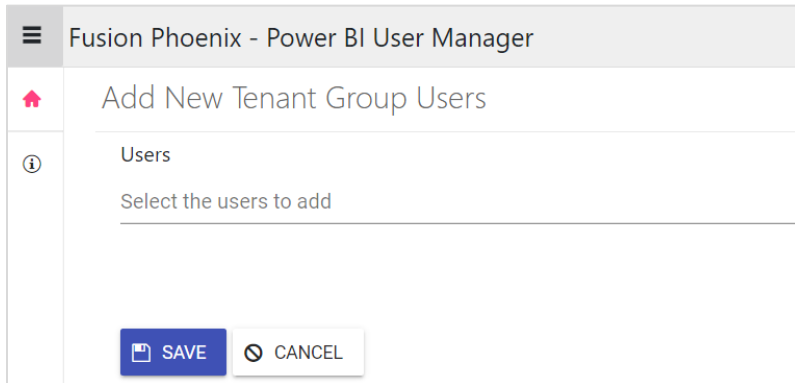 Fusion Phoenix - Power BI User Manager
Add New Tenant Group Users
Users
Select the users to add
SAVE CANCEL